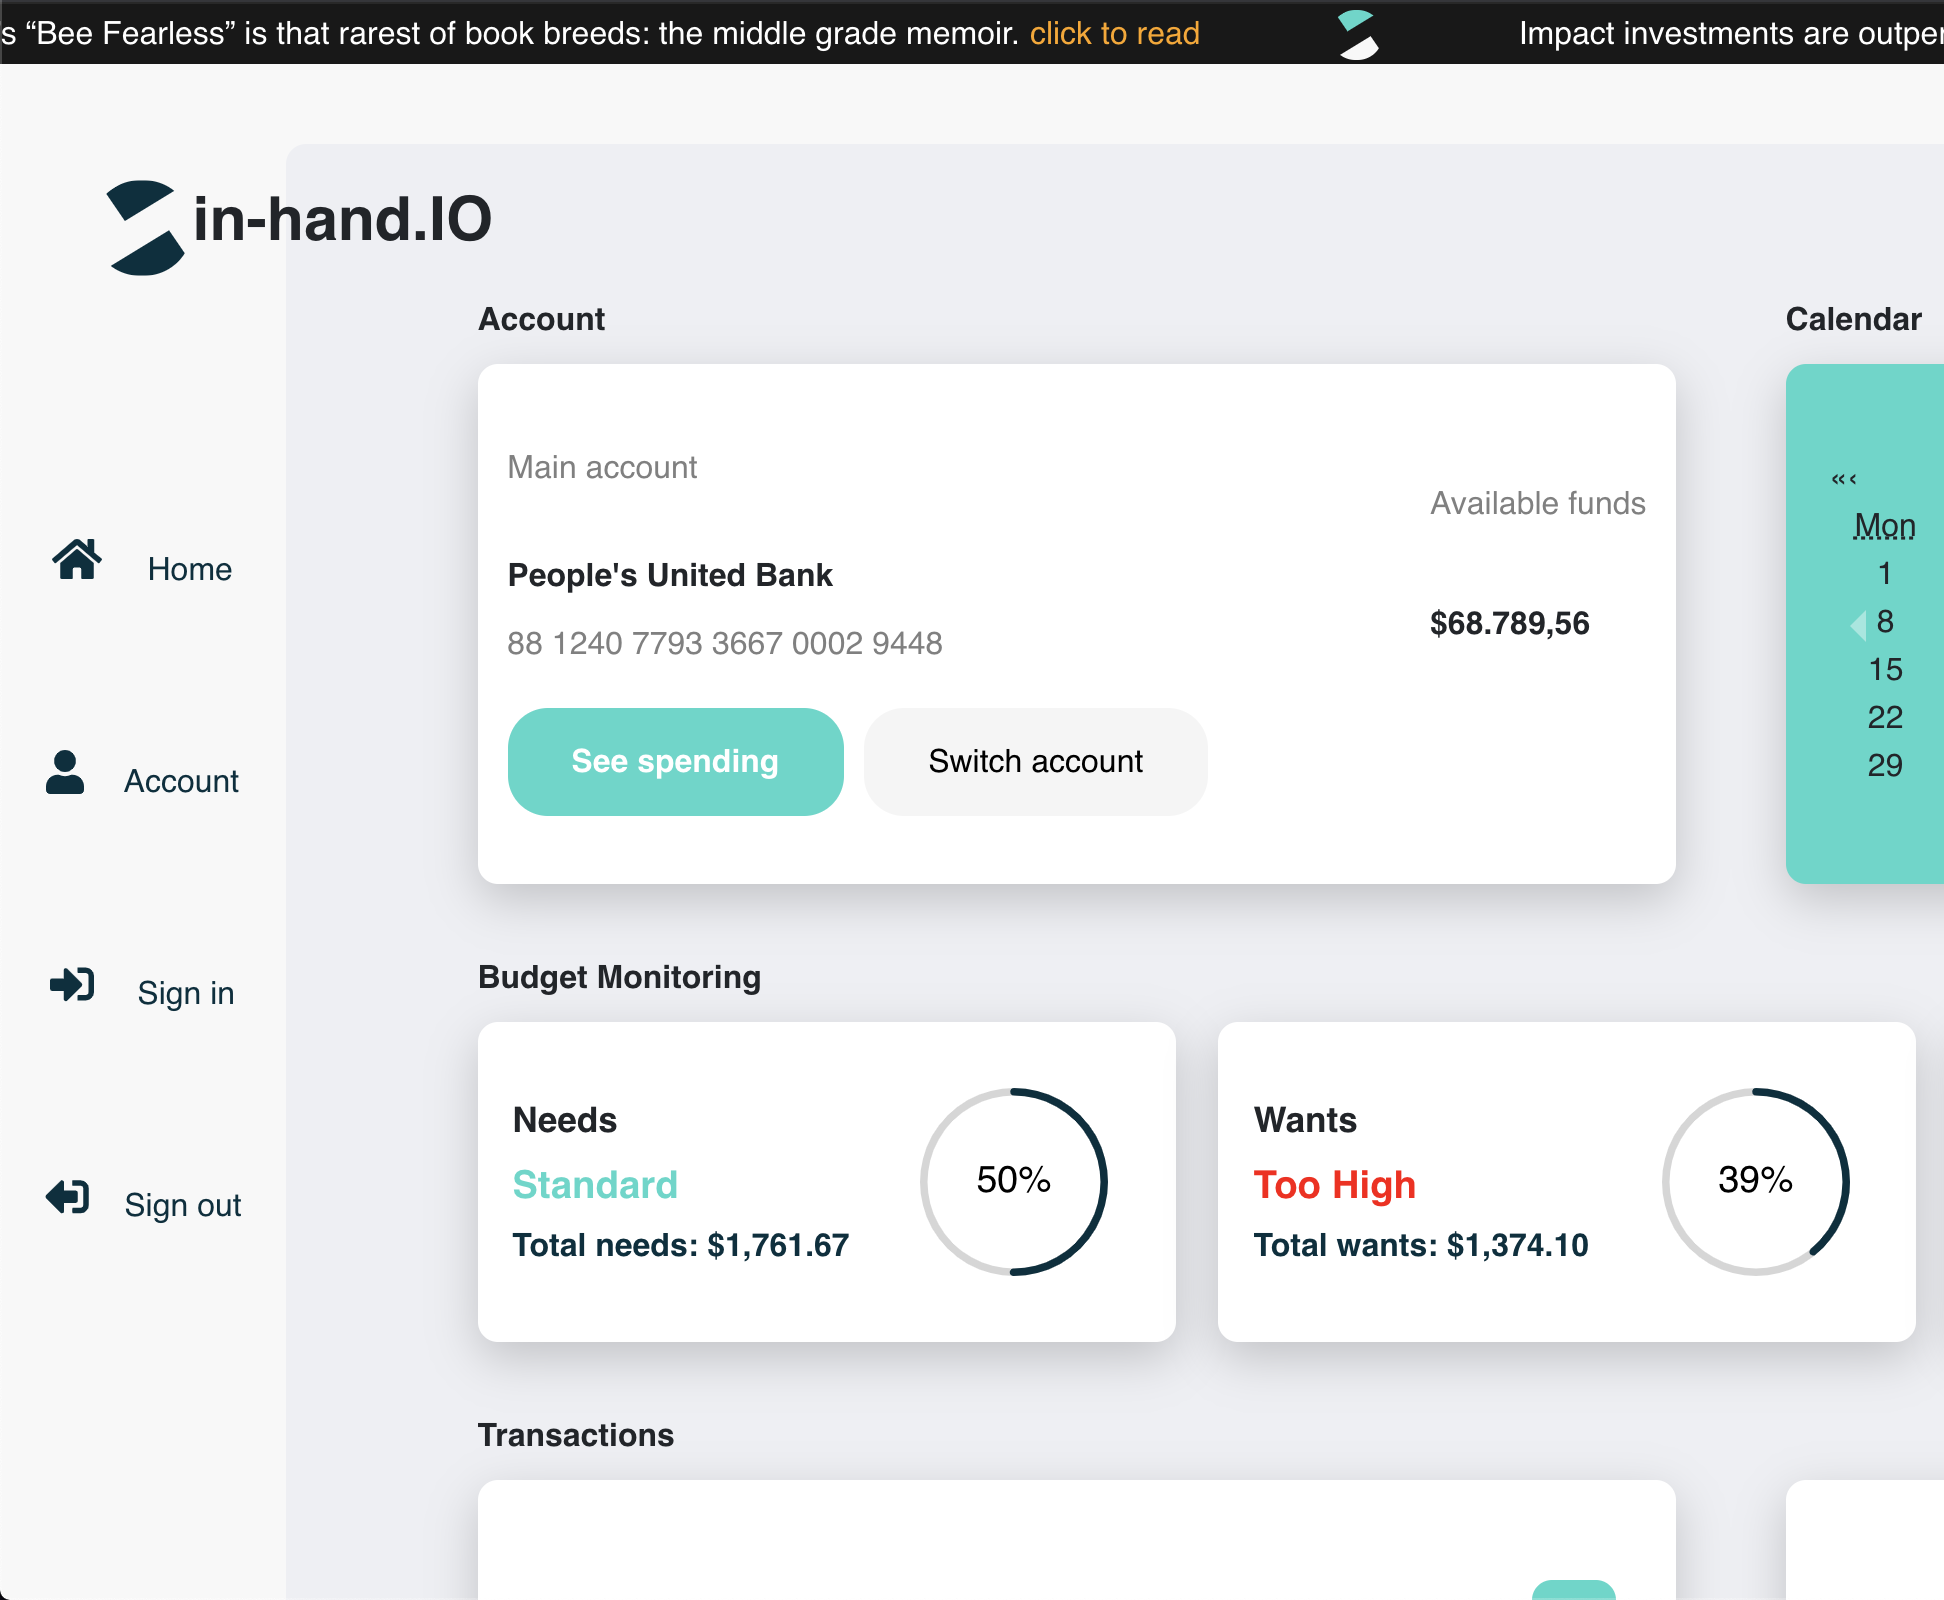 s “Bee Fearless” is that rarest of book breeds: the middle grade memoir. click to read
Impact investments are outper
in-hand.IO
Home
Account
Sign in
Sign out
Account
Main account
Available funds
People's United Bank
88 1240 7793 3667 0002 9448
$68.789,56
See spending
Switch account
Calendar
« ‹
Mon
1
8
15
22
29
Budget Monitoring
Needs
Standard
Total needs: $1,761.67
50%
Wants
Too High
Total wants: $1,374.10
39%
Transactions